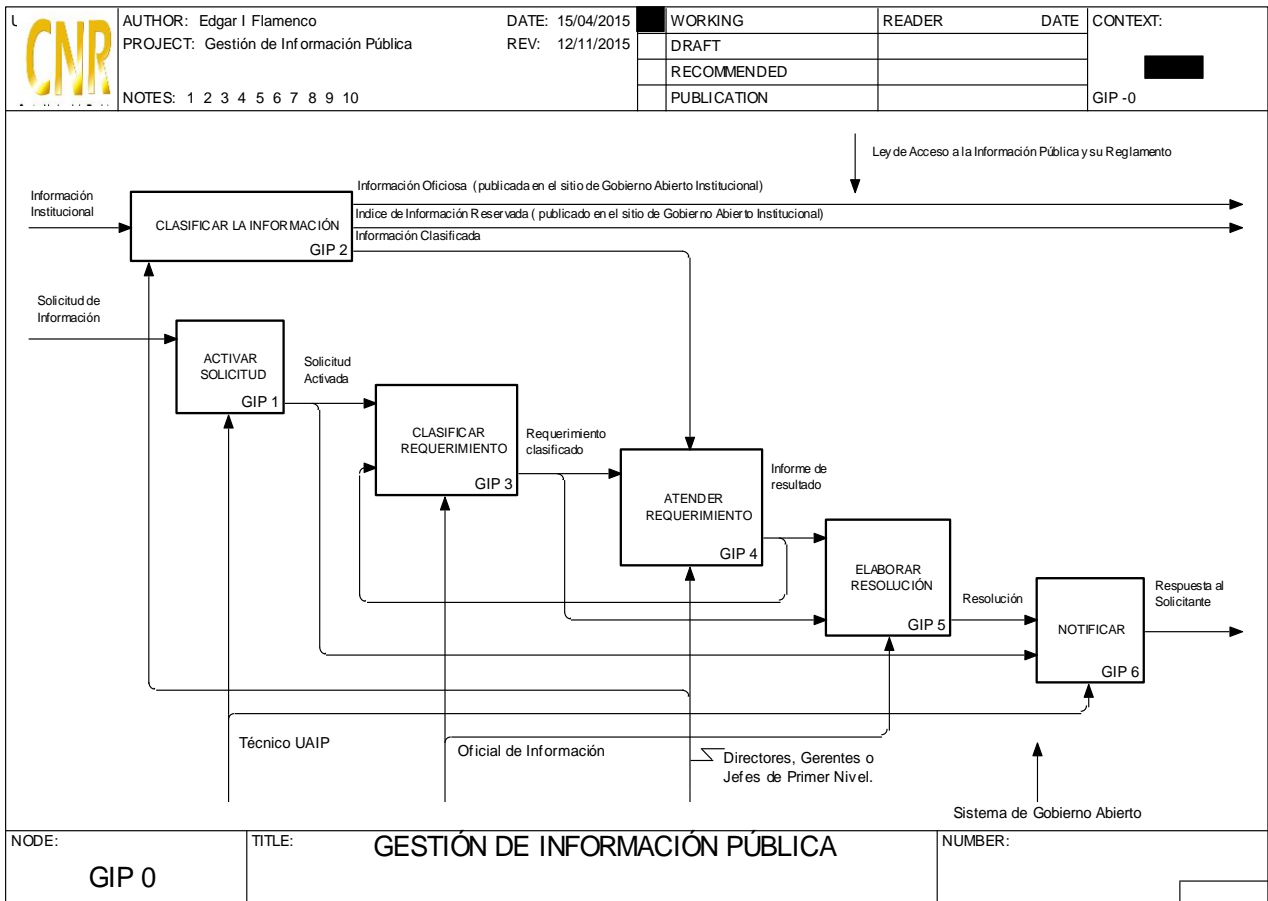 CNR
AUTHOR: Edgar I Flamenco
DATE: 15/04/2015
PROJECT: Gestión de Información Pública
REV: 12/11/2015
NOTES: 1 2 3 4 5 6 7 8 9 10
WORKING
DRAFT
RECOMMENDED
PUBLICATION
READER
DATE
CONTEXT:
GIP -0
Ley de Acceso a la Información Pública y su Reglamento
Información
Institucional
CLASIFICAR LA INFORMACIÓN
GIP 2
Información Oficiosa (publicada en el sitio de Gobierno Abierto Institucional)
Indice de Información Reservada ( publicado en el sitio de Gobierno Abierto Institucional)
Información Clasificada
Solicitud de
Información
ACTIVAR
SOLICITUD
GIP 1
Solicitud
Activada
CLASIFICAR
REQUERIMIENTO
GIP 3
Requerimiento
clasificado
ATENDER
REQUERIMIENTO
GIP 4
Informe de
resultado
ELABORAR
RESOLUCIÓN
GIP 5
Resolución
NOTIFICAR
GIP 6
Respuesta al
Solicitante
Técnico UAIP
Oficial de Información
Directores, Gerentes o
Jefes de Primer Nivel.
Sistema de Gobierno Abierto
NODE:
GIP 0
TITLE:
GESTIÓN DE INFORMACIÓN PÚBLICA
NUMBER: